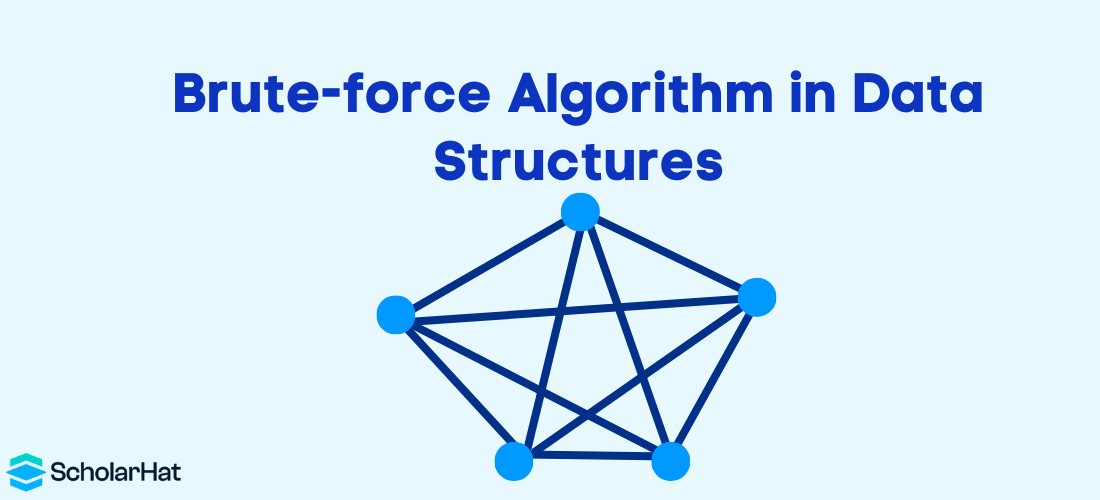 Brute-force Algorithm in Data
Structures
ScholarHat